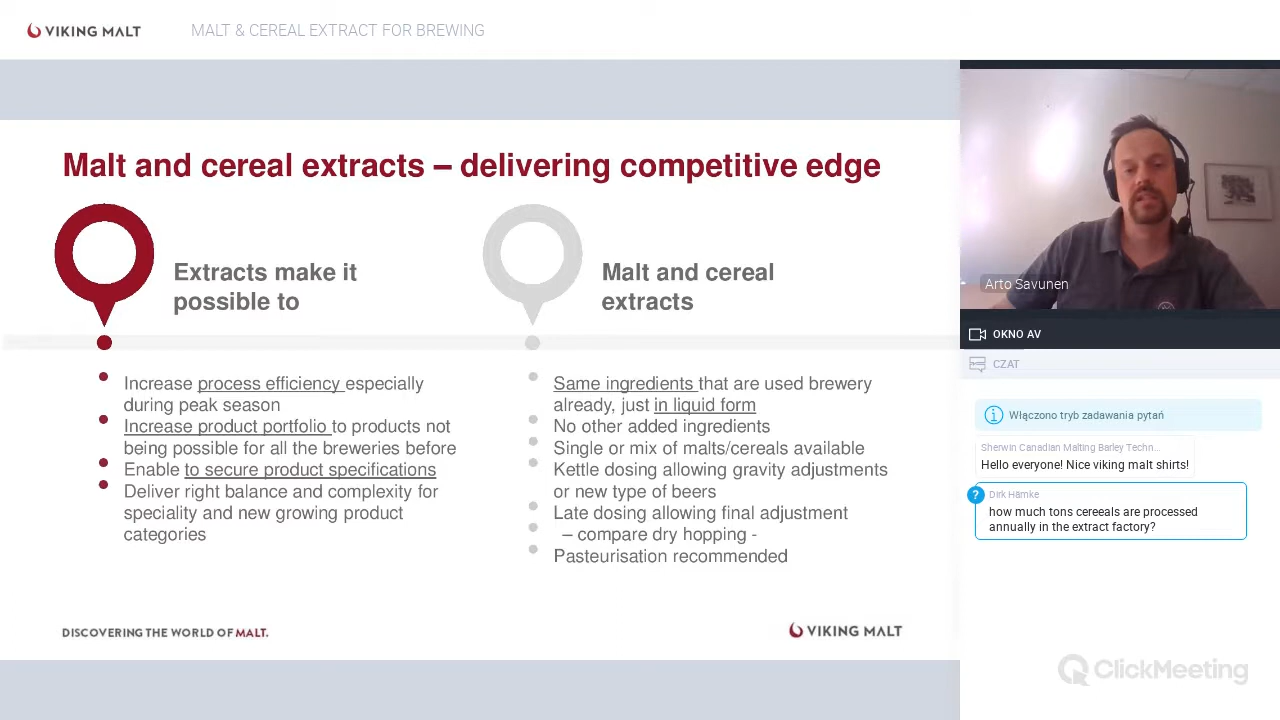 VIKING MALT
MALT & CEREAL EXTRACT FOR BREWING
Malt and cereal extracts – delivering competitive edge
Extracts make it
possible to
Increase process efficiency especially
during peak season
Increase product portfolio to products not
being possible for all the breweries before
Enable to secure product specifications
Deliver right balance and complexity for
speciality and new growing product
categories
Malt and cereal
extracts
Same ingredients that are used brewery
already, just in liquid form
No other added ingredients
Single or mix of malts/cereals available
Kettle dosing allowing gravity adjustments
or new type of beers
Late dosing allowing final adjustment
– compare dry hopping -
Pasteurisation recommended
DISCOVERING THE WORLD OF MALT.
VIKING MALT
Arto Savunen
OKNO AV
CZAT
Włączono tryb zadawania pytań
Sherwin Canadian Malting Barley Techn...
Hello everyone! Nice viking malt shirts!
?
Dirk Hämke
how much tons cereeals are processed
annually in the extract factory?
ClickMeeting